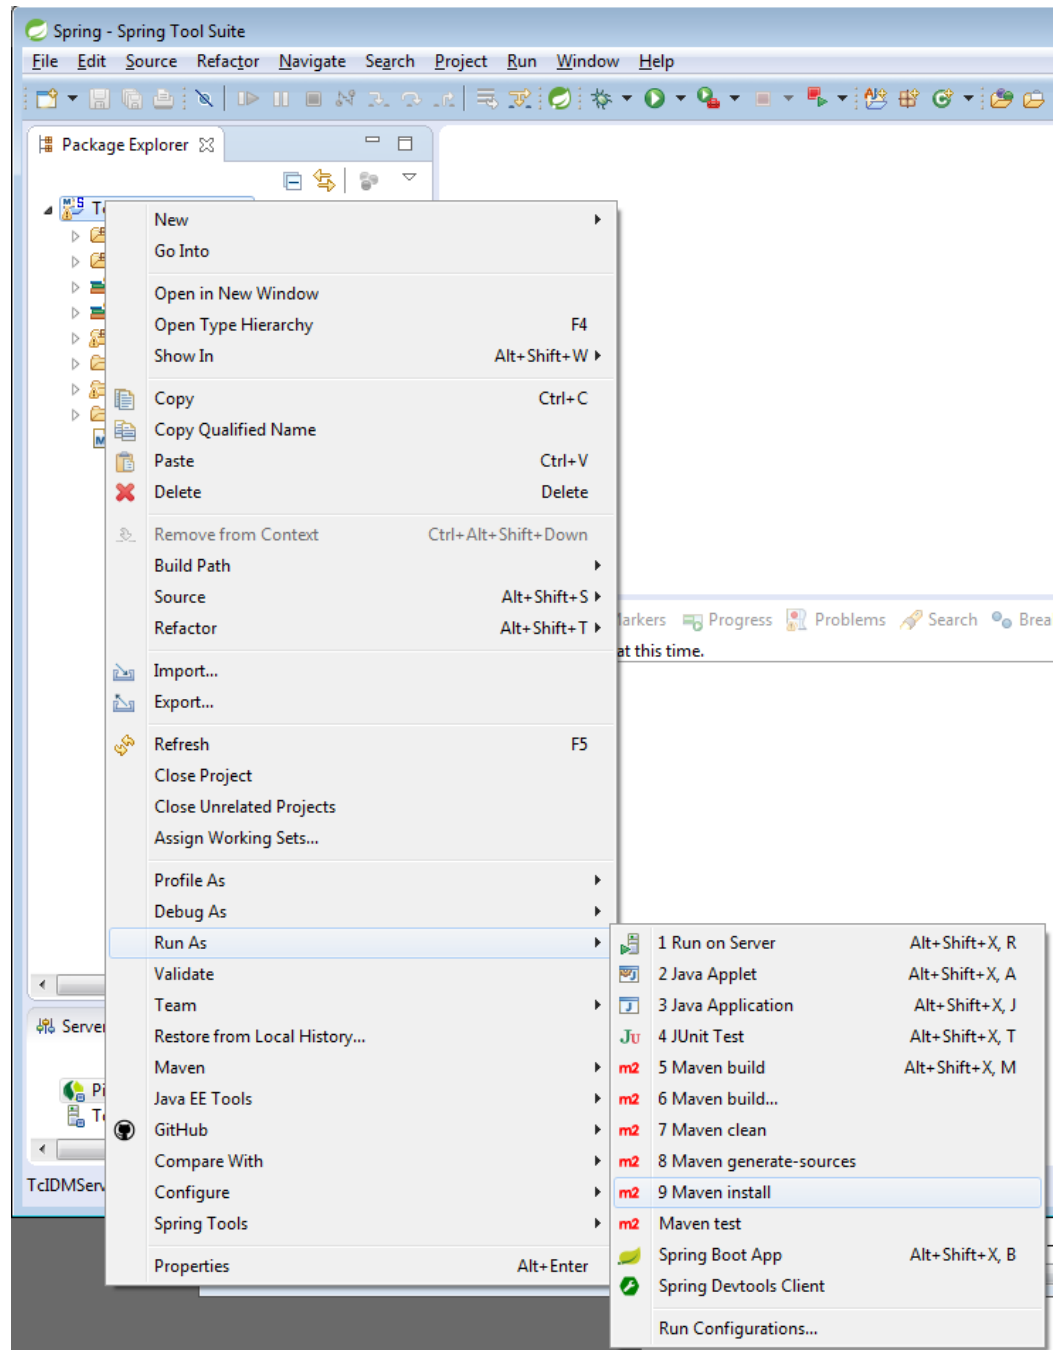 Spring - Spring Tool Suite
File Edit Source Refactor Navigate Search Project Run Window Help
Package Explorer
New
Go Into
Open in New Window
Open Type Hierarchy F4
Show In Alt+Shift+W
Copy Ctrl+C
Copy Qualified Name
Paste Ctrl+V
Delete Delete
Remove from Context Ctrl+Alt+Shift+Down
Build Path
Source Alt+Shift+S
Refactor Alt+Shift+T
Progress Problems Search
at this time.
Import...
Export...
Refresh F5
Close Project
Close Unrelated Projects
Assign Working Sets...
Profile As
Debug As
Run As
Validate
Team
Restore from Local History...
Maven
Java EE Tools
GitHub
Compare With
Configure
Spring Tools
Properties Alt+Enter
1 Run on Server Alt+Shift+X, R
2 Java Applet Alt+Shift+X, A
3 Java Application Alt+Shift+X, J
4 JUnit Test Alt+Shift+X, T
5 Maven build Alt+Shift+X, M
6 Maven build...
7 Maven clean
8 Maven generate-sources
9 Maven install
Maven test
Spring Boot App Alt+Shift+X, B
Spring Devtools Client
Run Configurations...